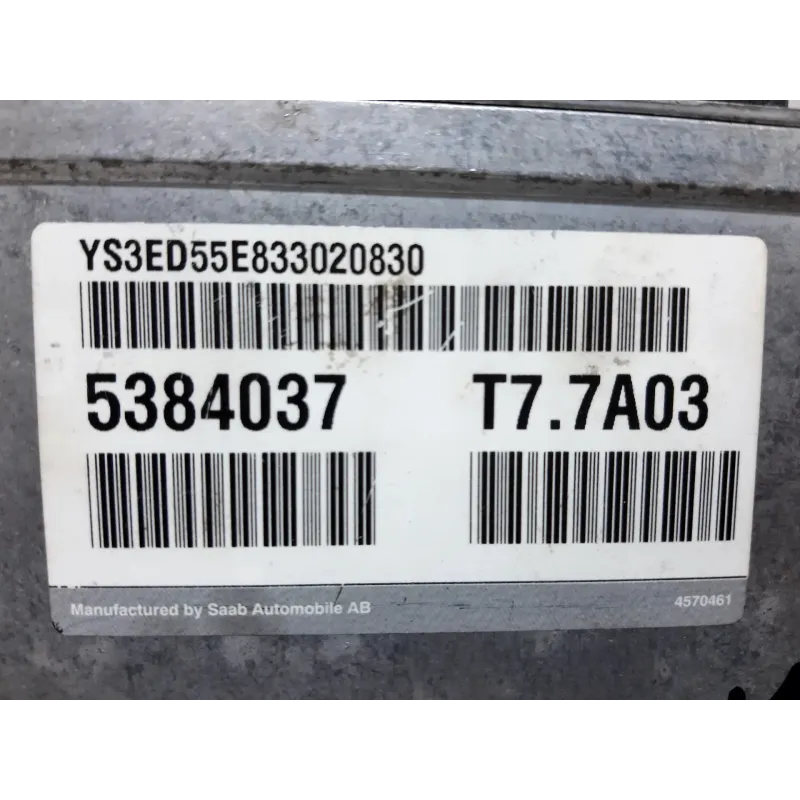 YS3ED55E833020830
5384037 T7.7A03
Manufactured by Saab Automobile AB 4570461